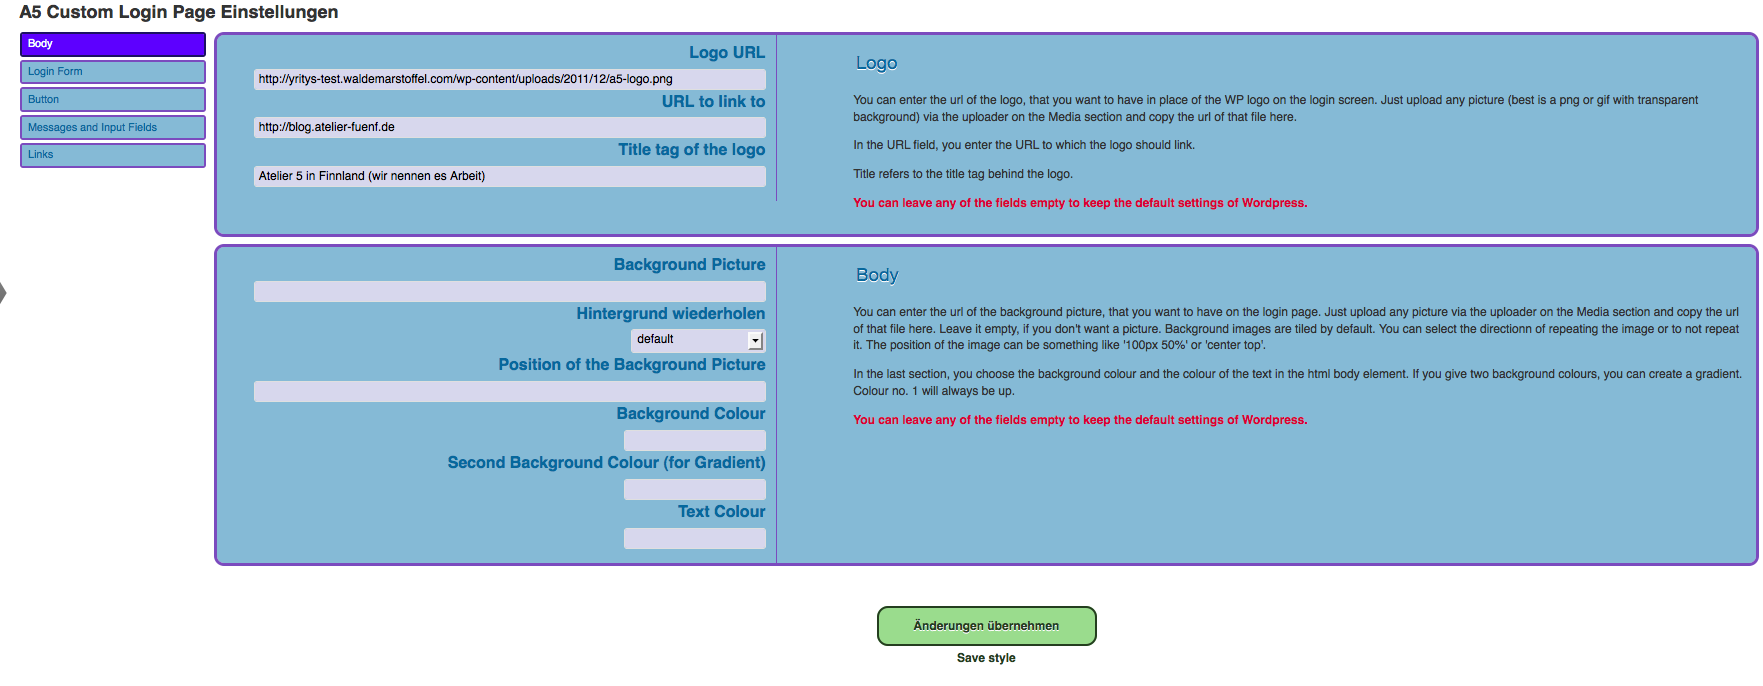 A5 Custom Login Page Einstellungen
Body
Login Form
Button
Messages and Input Fields
Links
Logo URL
http://yritys-test.waldemarstoffel.com/wp-content/uploads/2011/12/a5-logo.png
URL to link to
http://blog.atelier-fuenf.de
Title tag of the logo
Atelier 5 in Finnland (wir nennen es Arbeit)
Logo
You can enter the url of the logo, that you want to have in place of the WP logo on the login screen. Just upload any picture (best is a png or gif with transparent
background) via the uploader on the Media section and copy the url of that file here.
In the URL field, you enter the URL to which the logo should link.
Title refers to the title tag behind the logo.
You can leave any of the fields empty to keep the default settings of Wordpress.
Background Picture
Hintergrund wiederholen
default
Position of the Background Picture
Background Colour
Second Background Colour (for Gradient)
Text Colour
Body
You can enter the url of the background picture, that you want to have on the login page. Just upload any picture via the uploader on the Media section and copy the url
of that file here. Leave it empty, if you don't want a picture. Background images are tiled by default. You can select the directionn of repeating the image or to not repeat
it. The position of the image can be something like '100px 50%' or 'center top'.
In the last section, you choose the background colour and the colour of the text in the html body element. If you give two background colours, you can create a gradient.
Colour no. 1 will always be up.
You can leave any of the fields empty to keep the default settings of Wordpress.
Änderungen übernehmen
Save style